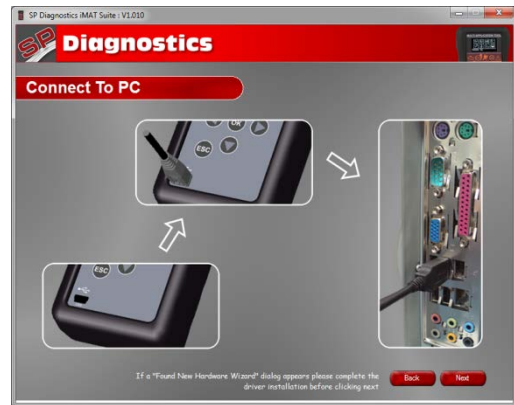 SP Diagnostics iMAT Suite : V1.010
SP Diagnostics
Connect To PC
OK
ESC
ESC
If a "Found New Hardware Wizard" dialog appears please complete the
driver installation before clicking next
Back
Next